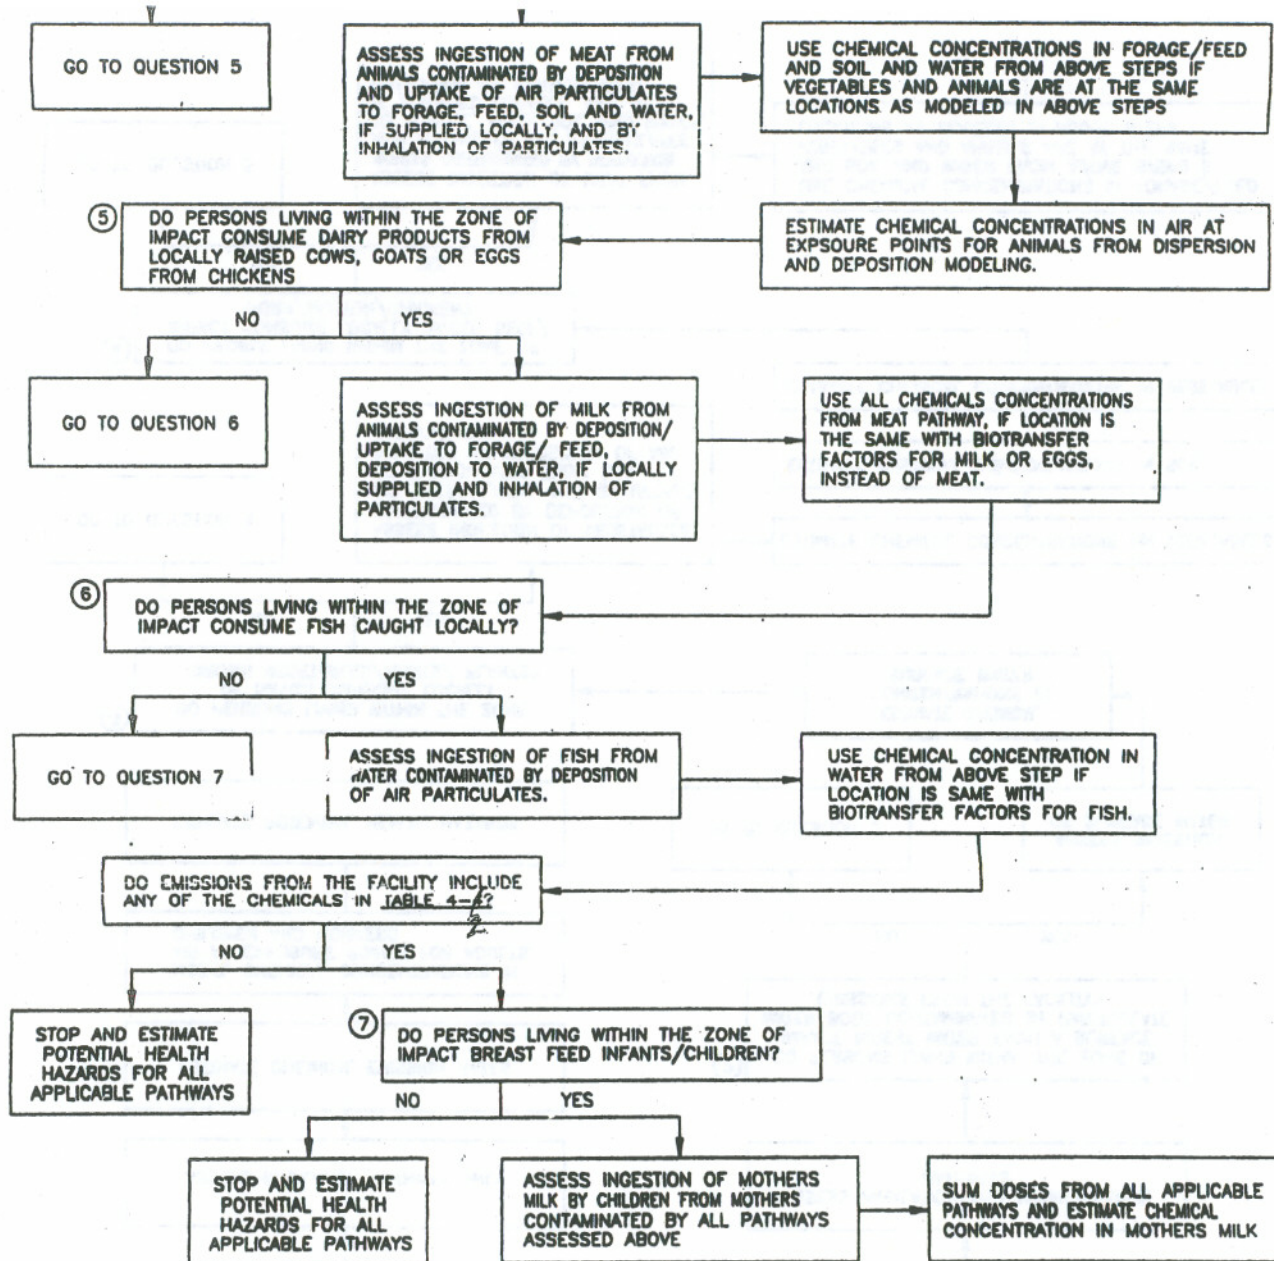 GO TO QUESTION 5
ASSESS INGESTION OF MEAT FROM
ANIMALS CONTAMINATED BY DEPOSITION
AND UPTAKE OF AIR PARTICULATES
TO FORAGE, FEED, SOIL AND WATER,
IF SUPPLIED LOCALLY, AND BY
INHALATION OF PARTICULATES.
USE CHEMICAL CONCENTRATIONS IN FORAGE/FEED
AND SOIL AND WATER FROM ABOVE STEPS IF
VEGETABLES AND ANIMALS ARE AT THE SAME
LOCATIONS AS MODELED IN ABOVE STEPS
5
DO PERSONS LIVING WITHIN THE ZONE OF
IMPACT CONSUME DAIRY PRODUCTS FROM
LOCALLY RAISED COWS, GOATS OR EGGS
FROM CHICKENS
ESTIMATE CHEMICAL CONCENTRATIONS IN AIR AT
EXPSOURE POINTS FOR ANIMALS FROM DISPERSION
AND DEPOSITION MODELING.
NO YES
GO TO QUESTION 6
ASSESS INGESTION OF MILK FROM
ANIMALS CONTAMINATED BY DEPOSITION/
UPTAKE TO FORAGE/ FEED,
DEPOSITION TO WATER, IF LOCALLY
SUPPLIED AND INHALATION OF
PARTICULATES.
USE ALL CHEMICALS CONCENTRATIONS
FROM MEAT PATHWAY, IF LOCATION IS
THE SAME WITH BIOTRANSFER
FACTORS FOR MILK OR EGGS,
INSTEAD OF MEAT.
6
DO PERSONS LIVING WITHIN THE ZONE OF
IMPACT CONSUME FISH CAUGHT LOCALLY?
NO YES
GO TO QUESTION 7
ASSESS INGESTION OF FISH FROM
WATER CONTAMINATED BY DEPOSITION
OF AIR PARTICULATES.
USE CHEMICAL CONCENTRATION IN
WATER FROM ABOVE STEP IF
LOCATION IS SAME WITH
BIOTRANSFER FACTORS FOR FISH.
DO EMISSIONS FROM THE FACILITY INCLUDE
ANY OF THE CHEMICALS IN TABLE 4-?
2
NO YES
STOP AND ESTIMATE
POTENTIAL HEALTH
HAZARDS FOR ALL
APPLICABLE PATHWAYS
7
DO PERSONS LIVING WITHIN THE ZONE OF
IMPACT BREAST FEED INFANTS/CHILDREN?
NO YES
STOP AND ESTIMATE
POTENTIAL HEALTH
HAZARDS FOR ALL
APPLICABLE PATHWAYS
ASSESS INGESTION OF MOTHERS
MILK BY CHILDREN FROM MOTHERS
CONTAMINATED BY ALL PATHWAYS
ASSESSED ABOVE
SUM DOSES FROM ALL APPLICABLE
PATHWAYS AND ESTIMATE CHEMICAL
CONCENTRATION IN MOTHERS MILK